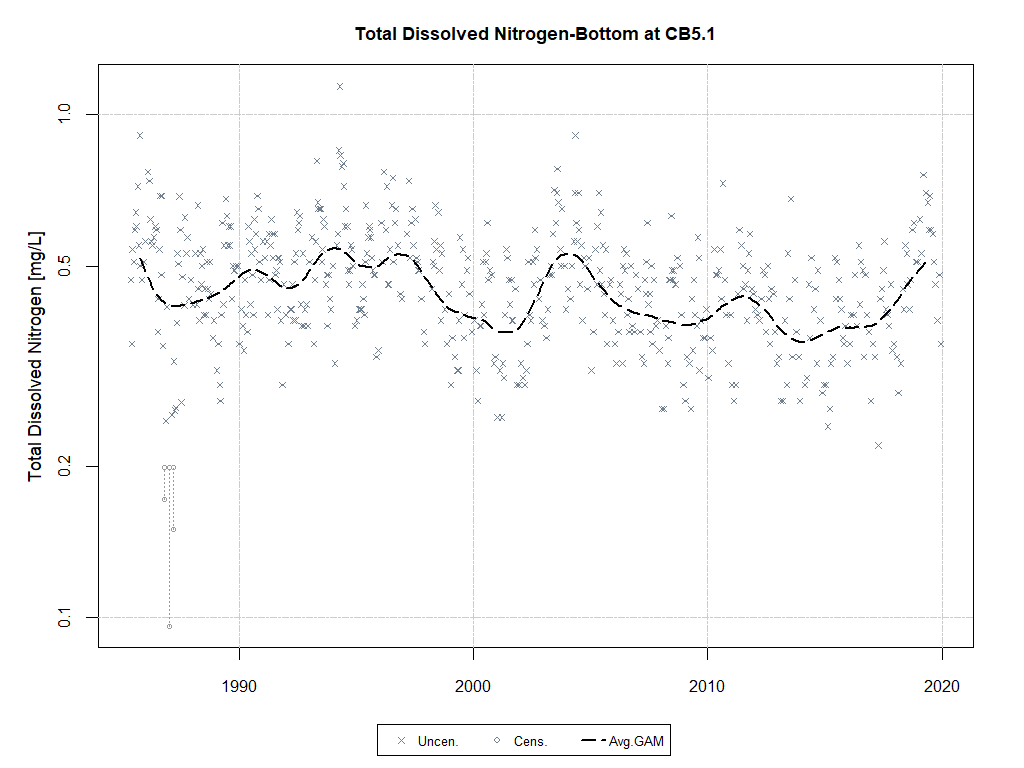 Total Dissolved Nitrogen-Bottom at CB5.1
Total Dissolved Nitrogen [mg/L]
1.0
0.5
0.2
0.1
1990 2000 2010 2020
Uncen. Cens. Avg.GAM